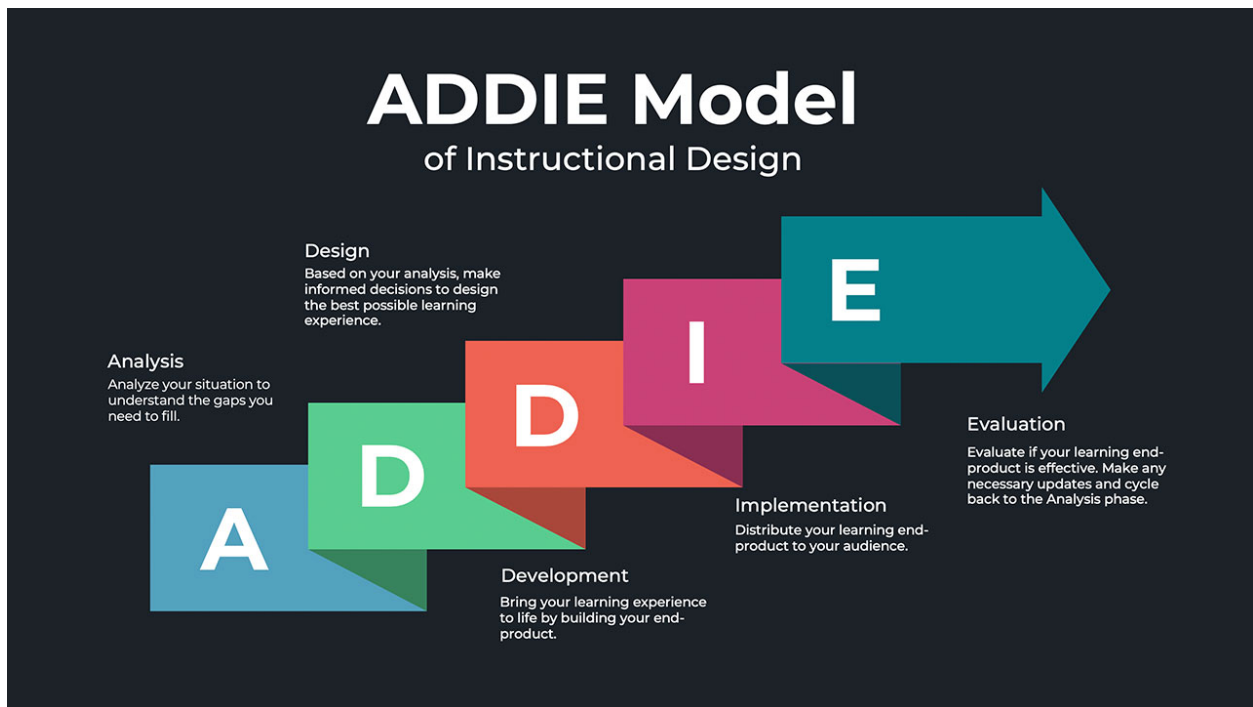 ADDIE Model
of Instructional Design
Design
Based on your analysis, make
informed decisions to design
the best possible learning
experience.
Analysis
Analyze your situation to
understand the gaps you
need to fill.
A
D
D
I
E
Evaluation
Evaluate if your learning end-
product is effective. Make any
necessary updates and cycle
back to the Analysis phase.
Implementation
Distribute your learning end-
product to your audience.
Development
Bring your learning experience
to life by building your end-
product.